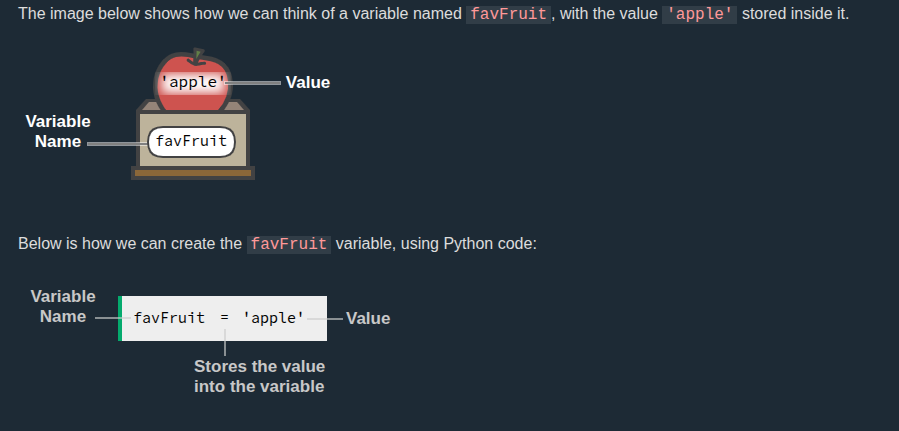 The image below shows how we can think of a variable named favFruit, with the value 'apple' stored inside it.
'apple'
Value
Variable
Name
favFruit
Below is how we can create the favFruit variable, using Python code:
Variable
Name
favFruit = 'apple'
Value
Stores the value
into the variable